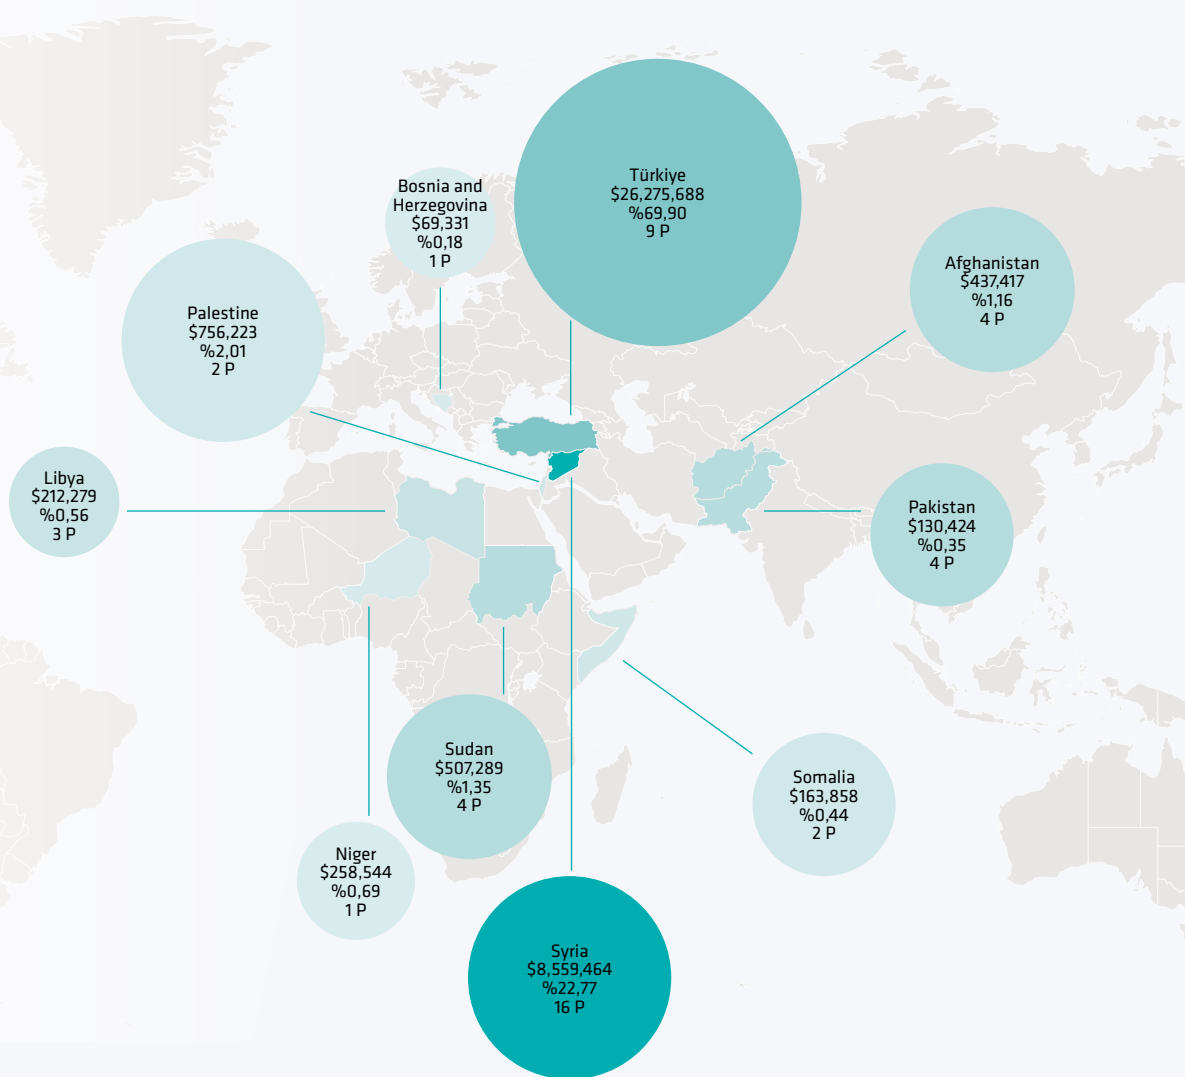 Türkiye
$26,275,688
%69,90
9 P
Bosnia and
Herzegovina
$69,331
%0,18
1 P
Afghanistan
$437,417
%1,16
4 P
Palestine
$756,223
%2,01
2 P
Libya
$212,279
%0,56
3 P
Pakistan
$130,424
%0,35
4 P
Sudan
$507,289
%1,35
4 P
Somalia
$163,858
%0,44
2 P
Niger
$258,544
%0,69
1 P
Syria
$8,559,464
%22,77
16 P